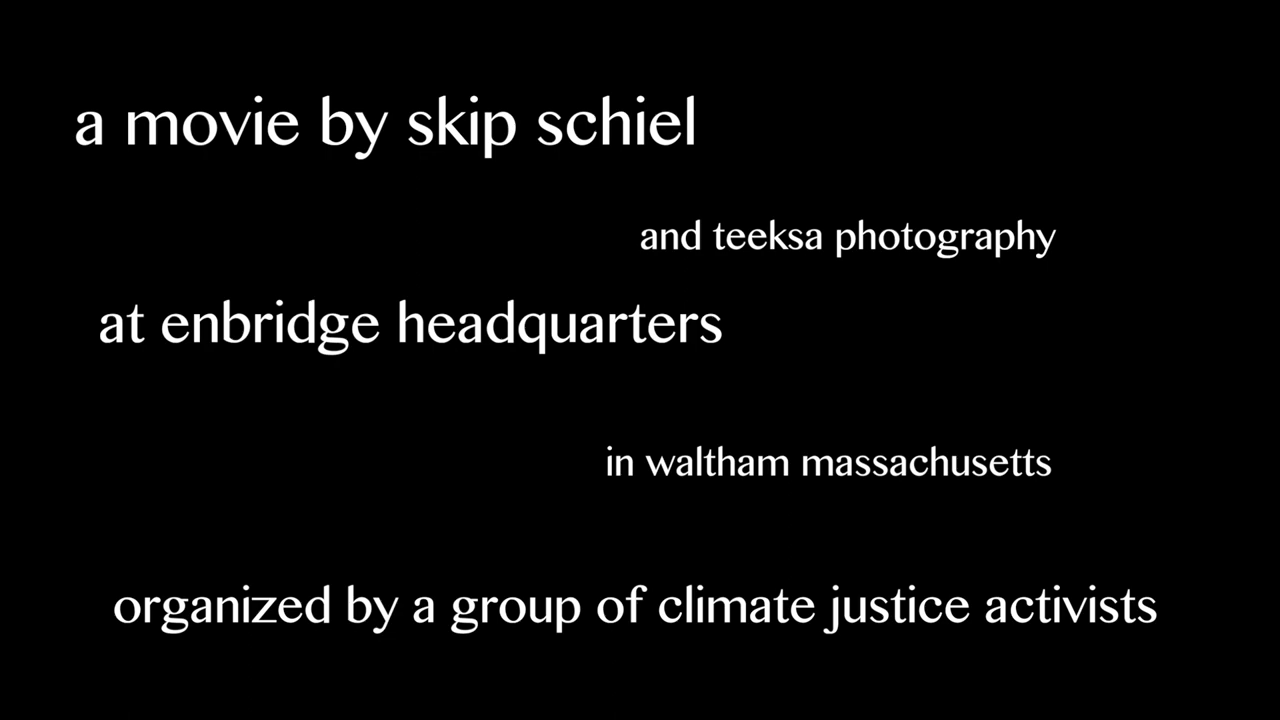 a movie by skip schiel
and teeksa photography
at enbridge headquarters
in waltham massachusetts
organized by a group of climate justice activists